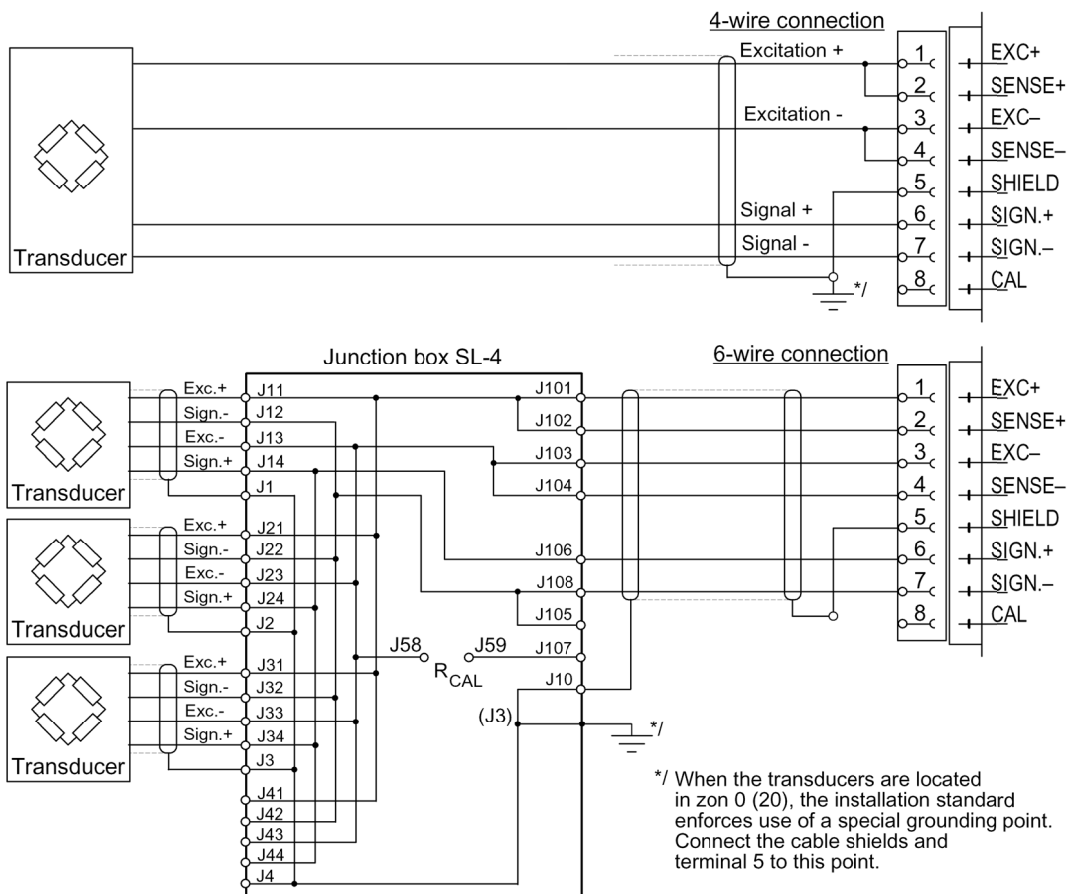 4-wire connection
Transducer
Excitation +
Excitation -
Signal +
Signal -
*/
1 EXC+
2 SENSE+
3 EXC–
4 SENSE–
5 SHIELD
6 SIGN.+
7 SIGN.–
8 CAL
Junction box SL-4
6-wire connection
Exc.+ J11
Sign.- J12
Exc.- J13
Sign.+ J14
J1
Transducer
Exc.+ J21
Sign.- J22
Exc.- J23
Sign.+ J24
J2
Transducer
Exc.+ J31
Sign.- J32
Exc.- J33
Sign.+ J34
J3
Transducer
J41
J42
J43
J44
J4
J58
J59
RCAL
J101
J102
J103
J104
J106
J108
J105
J107
J10
(J3)
*/
1 EXC+
2 SENSE+
3 EXC–
4 SENSE–
5 SHIELD
6 SIGN.+
7 SIGN.–
8 CAL
*/ When the transducers are located
in zon 0 (20), the installation standard
enforces use of a special grounding point.
Connect the cable shields and
terminal 5 to this point.